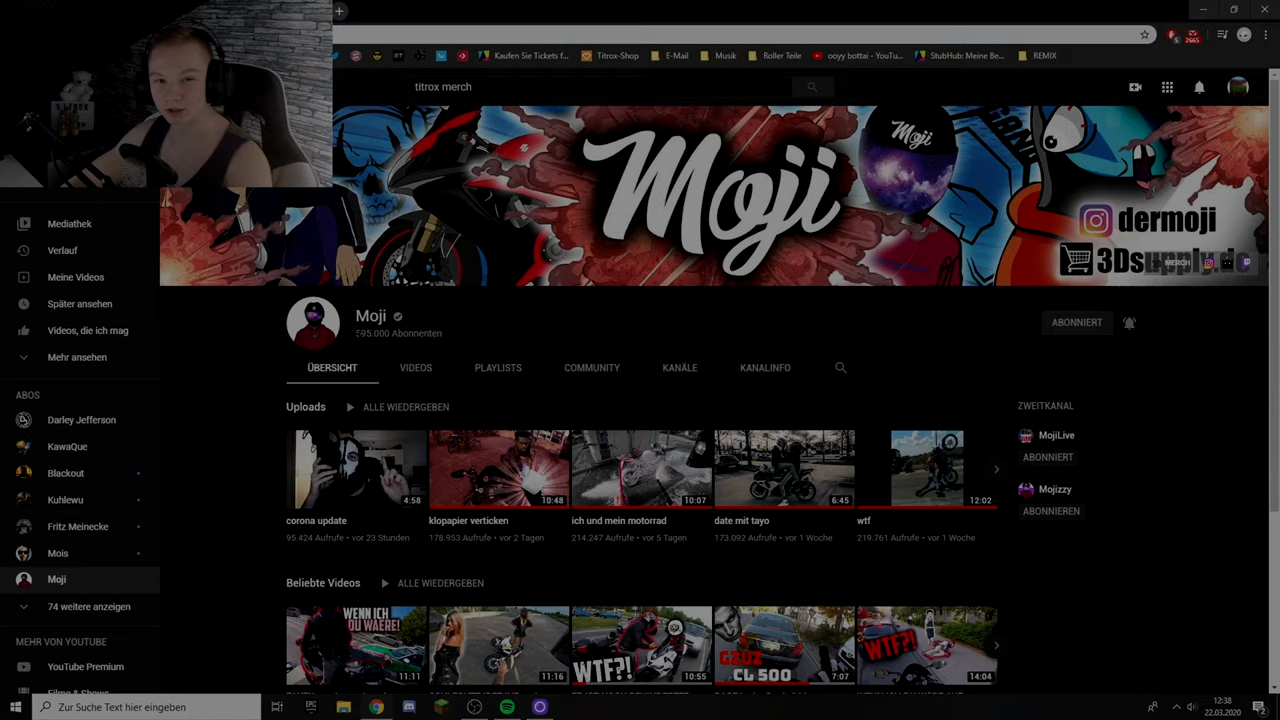 Kaufen Sie Tickets f...
Titrox-Shop
E-Mail
Musik
Roller Teile
ooyy bottai - YouTu...
StubHub: Meine Be...
REMIX
titrox merch
Moji
Moji
dermoji
3Dsupply.d
MERCH
Mediathek
Verlauf
Meine Videos
Später ansehen
Videos, die ich mag
Mehr ansehen
ABOS
Darley Jefferson
KawaQue
Blackout
Kuhlewu
Fritz Meinecke
Mois
Moji
74 weitere anzeigen
MEHR VON YOUTUBE
YouTube Premium
Filme & Shows
Moji
595.000 Abonnenten
ABONNIERT
ÜBERSICHT
VIDEOS
PLAYLISTS
COMMUNITY
KANÄLE
KANALINFO
Uploads
ALLE WIEDERGEBEN
4:58
10:48
10:07
6:45
12:02
corona update
klopapier verticken
ich und mein motorrad
date mit tayo
wtf
95.424 Aufrufe • vor 23 Stunden
178.953 Aufrufe • vor 2 Tagen
214.247 Aufrufe • vor 5 Tagen
173.092 Aufrufe • vor 1 Woche
219.761 Aufrufe • vor 1 Woche
ZWEITKANAL
MojiLive
ABONNIERT
Mojizzy
ABONNIEREN
Beliebte Videos
ALLE WIEDERGEBEN
WENN ICH
DU WAERE!
11:11
11:16
WTF?!
10:55
GZUZ
CL 500
7:07
WTF?!
14:04
Zur Suche Text hier eingeben
12:38
22.03.2020